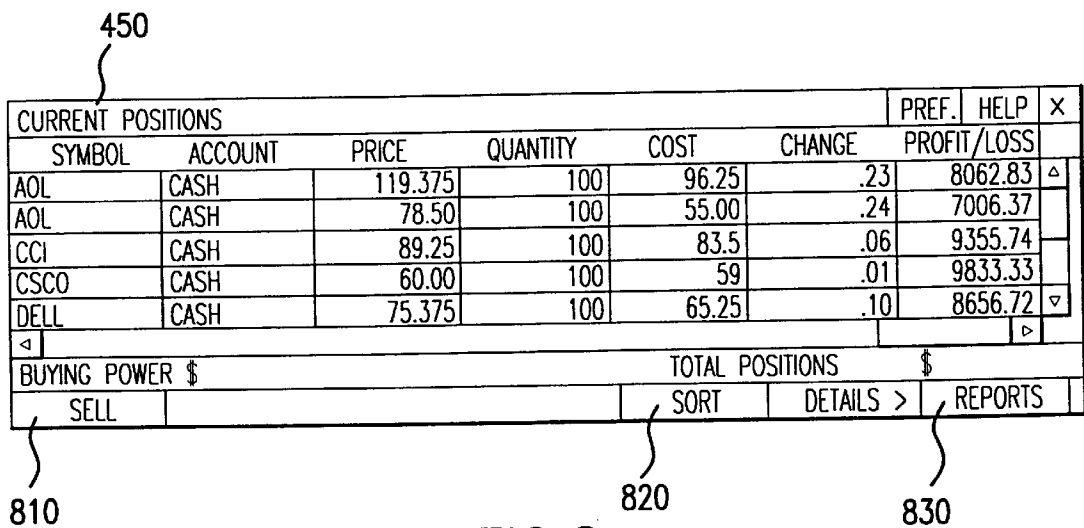 450
CURRENT POSITIONS PREF. HELP X
SYMBOL ACCOUNT PRICE QUANTITY COST CHANGE PROFIT/LOSS
AOL CASH 119.375 100 96.25 .23 8062.83
AOL CASH 78.50 100 55.00 .24 7006.37
CCI CASH 89.25 100 83.5 .06 9355.74
CSCO CASH 60.00 100 59 .01 9833.33
DELL CASH 75.375 100 65.25 .10 8656.72
BUYING POWER $ TOTAL POSITIONS $
SELL SORT DETAILS > REPORTS
810 820 830